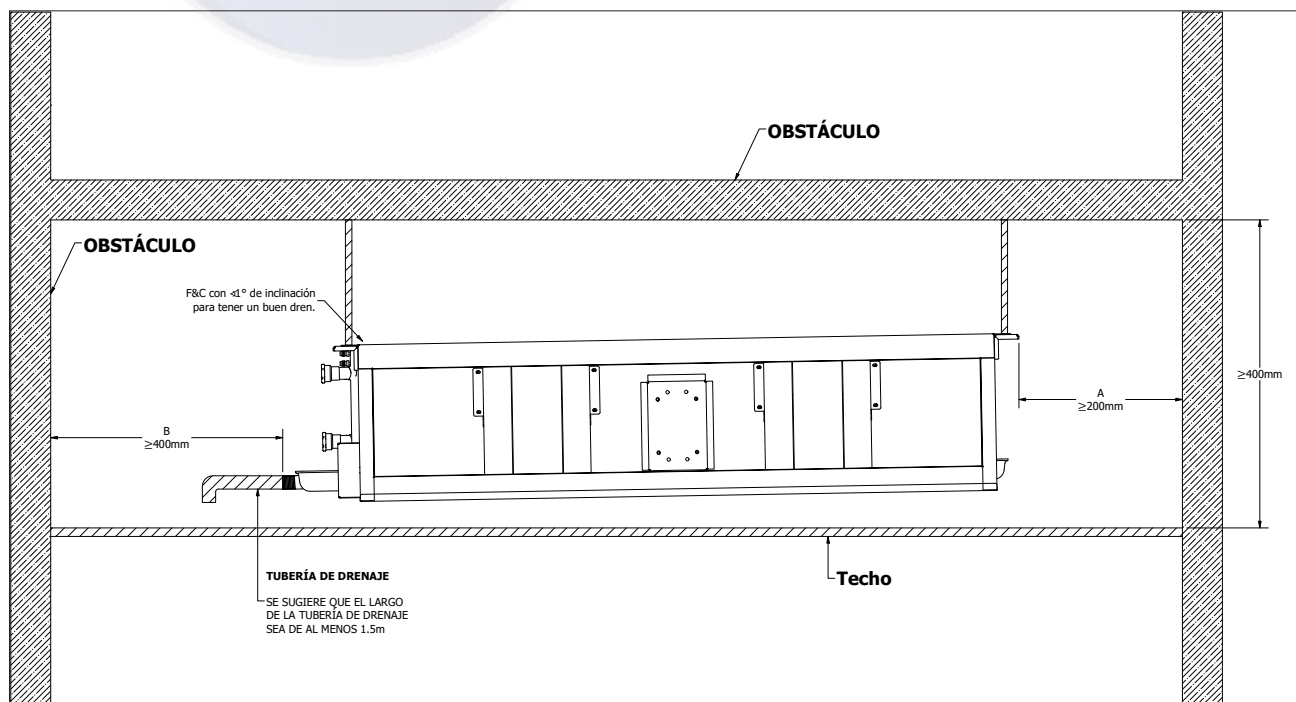 OBSTÁCULO
OBSTÁCULO
F&C con <1° de inclinación
para tener un buen dren.
≥400mm
A
≥200mm
B
≥400mm
TUBERÍA DE DRENAJE
SE SUGIERE QUE EL LARGO
DE LA TUBERÍA DE DRENAJE
SEA DE AL MENOS 1.5m
Techo